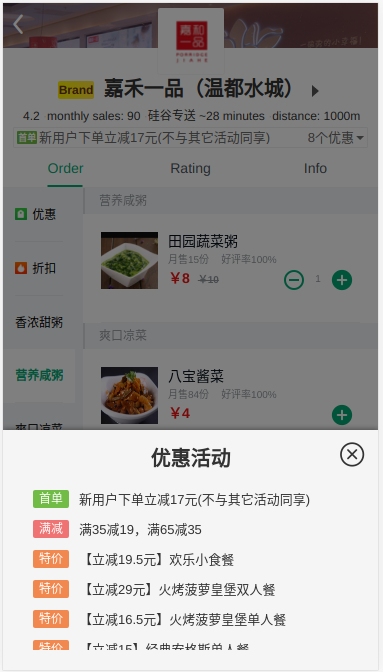 嘉和
一品
Brand 嘉禾一品（温都水城）
4.2 monthly sales: 90 硅谷专送 ~28 minutes distance: 1000m
首单 新用户下单立减17元(不与其它活动同享) 8个优惠
Order Rating Info
优惠
折扣
香浓甜粥
营养咸粥
爽口凉菜
营养咸粥
田园蔬菜粥
月售15份 好评率100%
¥8 ¥19
1
爽口凉菜
八宝酱菜
月售84份 好评率100%
¥4
优惠活动
首单 新用户下单立减17元(不与其它活动同享)
满减 满35减19，满65减35
特价 【立减19.5元】欢乐小食餐
特价 【立减29元】火烤菠萝皇堡双人餐
特价 【立减16.5元】火烤菠萝皇堡单人餐
特价 【立减15】经典安格斯单人餐